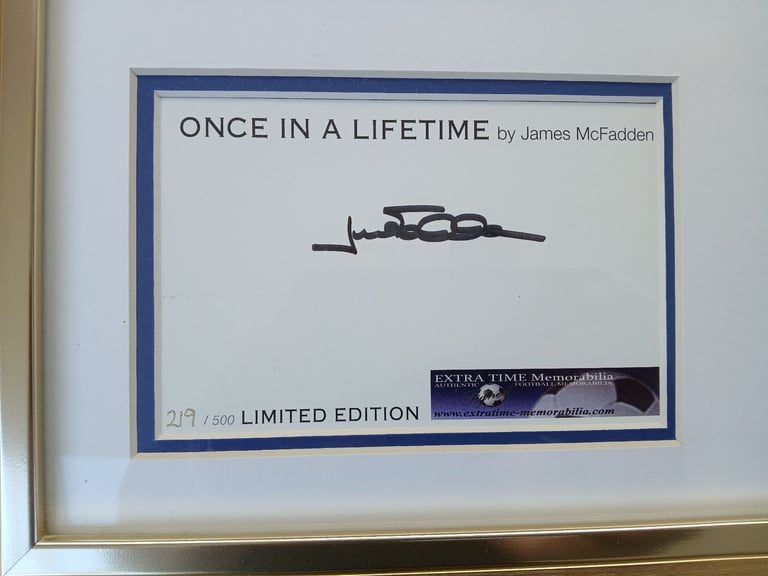 ONCE IN A LIFETIME by James McFadden
219 / 500 LIMITED EDITION
EXTRA TIME Memorabilia
AUTHENTIC FOOTBALL MEMORABILIA
www.extratime-memorabilia.com